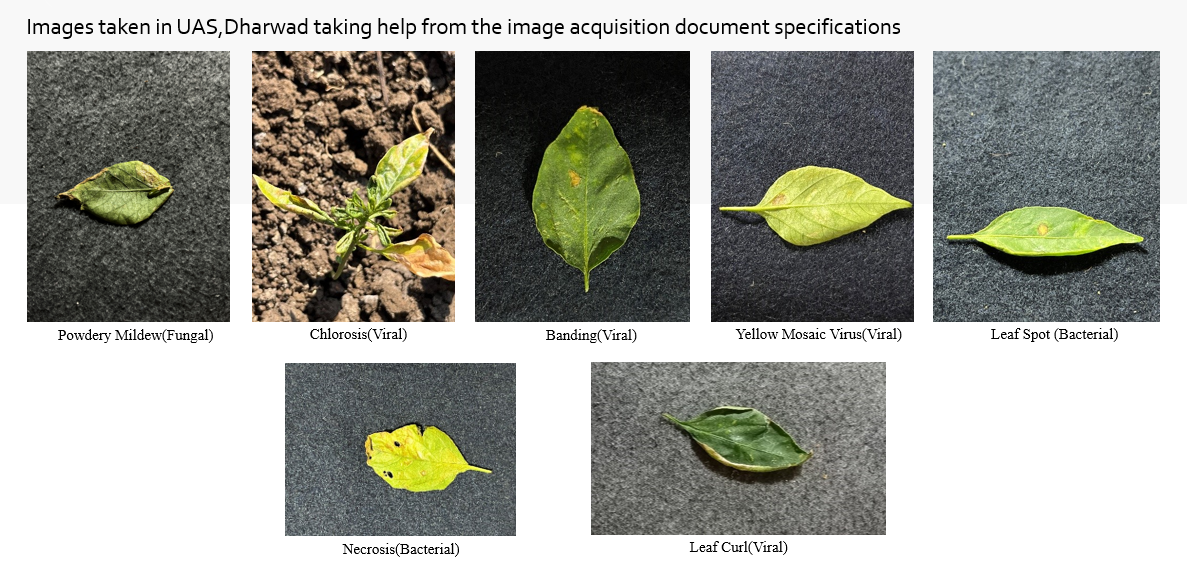 Images taken in UAS,Dharwad taking help from the image acquisition document specifications
Powdery Mildew(Fungal)
Chlorosis(Viral)
Banding(Viral)
Yellow Mosaic Virus(Viral)
Leaf Spot (Bacterial)
Necrosis(Bacterial)
Leaf Curl(Viral)